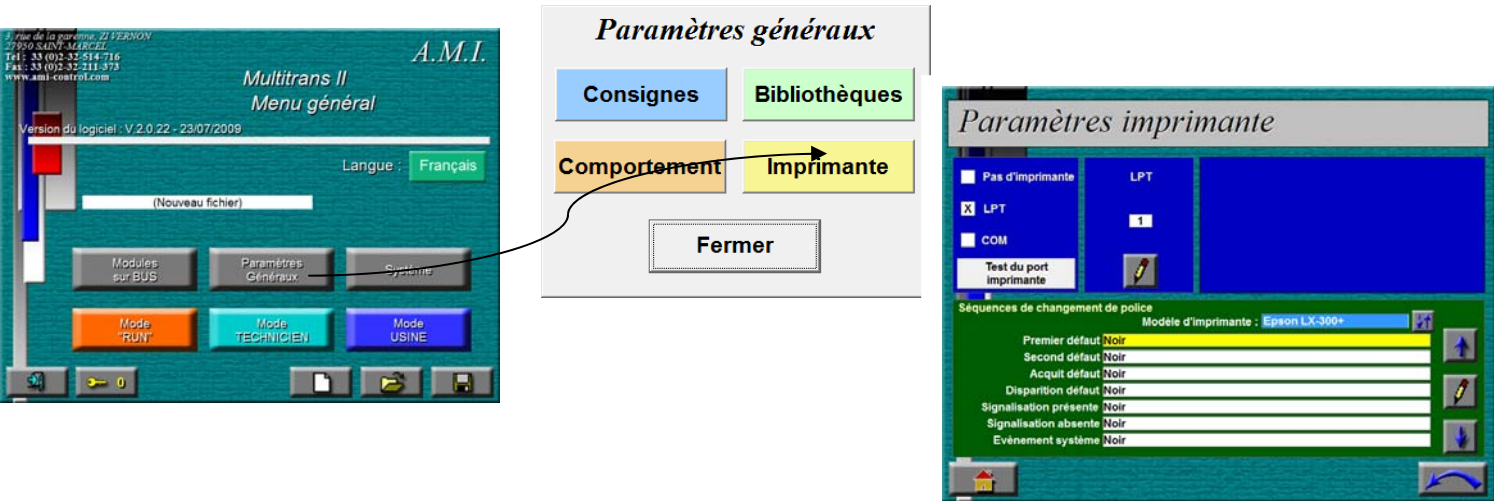 3, rue de la garenne, ZI VERNON
27950 SAINT-MARCEL
Tel : 33 (0)2-32-514-716
Fax : 33 (0)2-32-211-373
www.ami-control.com
A.M.I.
Multitrans II
Menu général
Version du logiciel : V.2.0.22 - 23/07/2009
Langue : Français
(Nouveau fichier)
Modules
sur BUS
Paramètres
Généraux
Système
Mode
"RUN"
Mode
TECHNICIEN
Mode
USINE
0
Paramètres généraux
Consignes
Bibliothèques
Comportement
Imprimante
Fermer
Paramètres imprimante
Pas d'imprimante
X LPT
COM
Test du port
imprimante
LPT
1
Séquences de changement de police
Modèle d'imprimante : Epson LX-300+
Premier défaut Noir
Second défaut Noir
Acquit défaut Noir
Disparition défaut Noir
Signalisation présente Noir
Signalisation absente Noir
Evènement système Noir